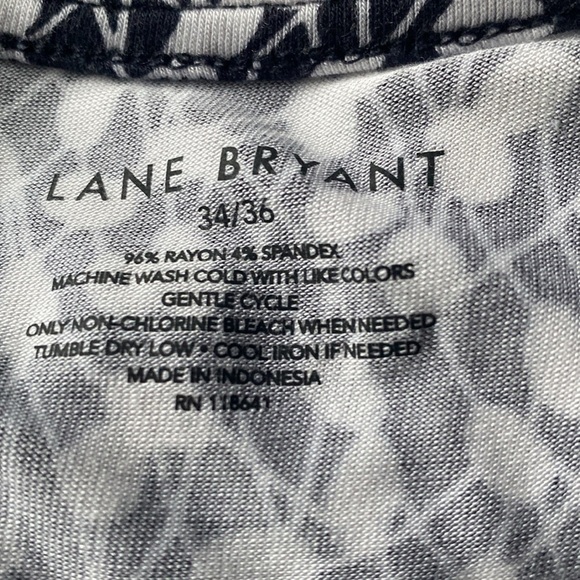 LANE BRYANT
34/36
96% RAYON 4% SPANDEX
MACHINE WASH COLD WITH LIKE COLORS
GENTLE CYCLE
ONLY NON-CHLORINE BLEACH WHEN NEEDED
TUMBLE DRY LOW • COOL IRON IF NEEDED
MADE IN INDONESIA
RN 118641